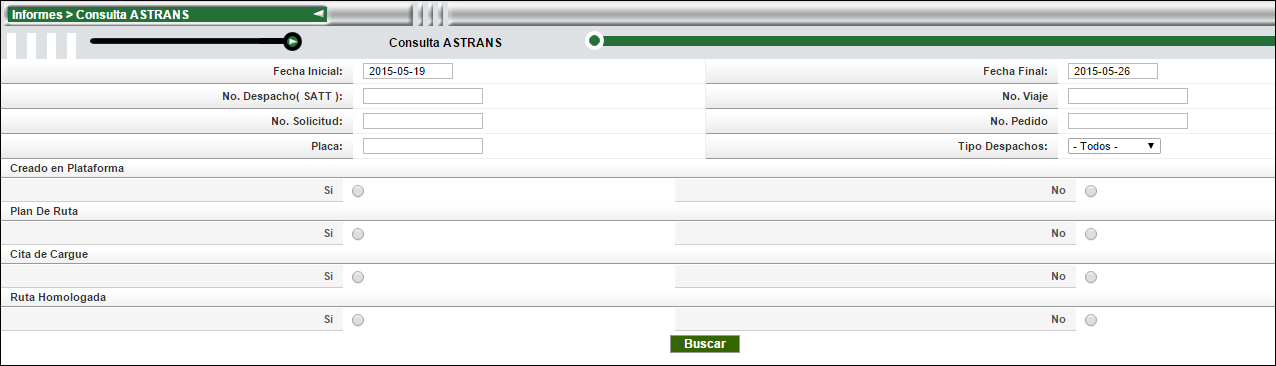 Informes > Consulta ASTRANS
Consulta ASTRANS
Fecha Inicial: 2015-05-19 Fecha Final: 2015-05-26
No. Despacho( SATT ): No. Viaje
No. Solicitud: No. Pedido
Placa: Tipo Despachos: - Todos -
Creado en Plataforma
Si No
Plan De Ruta
Si No
Cita de Cargue
Si No
Ruta Homologada
Si No
Buscar